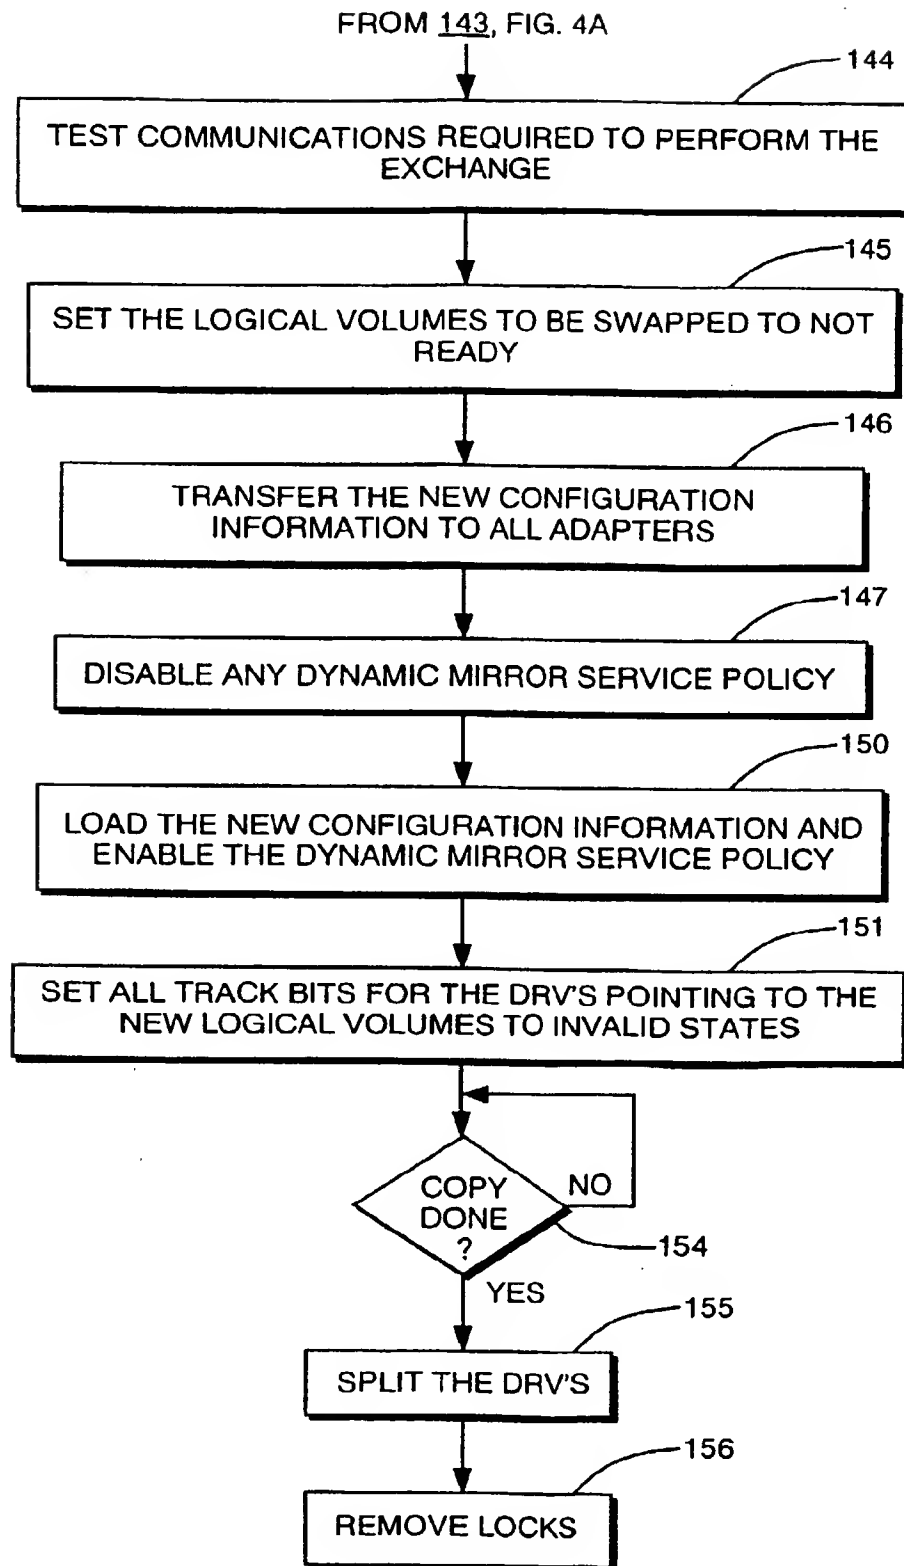 FROM 143, FIG. 4A
144
TEST COMMUNICATIONS REQUIRED TO PERFORM THE
EXCHANGE
145
SET THE LOGICAL VOLUMES TO BE SWAPPED TO NOT
READY
146
TRANSFER THE NEW CONFIGURATION
INFORMATION TO ALL ADAPTERS
147
DISABLE ANY DYNAMIC MIRROR SERVICE POLICY
150
LOAD THE NEW CONFIGURATION INFORMATION AND
ENABLE THE DYNAMIC MIRROR SERVICE POLICY
151
SET ALL TRACK BITS FOR THE DRV'S POINTING TO THE
NEW LOGICAL VOLUMES TO INVALID STATES
COPY
DONE
?
NO
154
YES
155
SPLIT THE DRV'S
156
REMOVE LOCKS